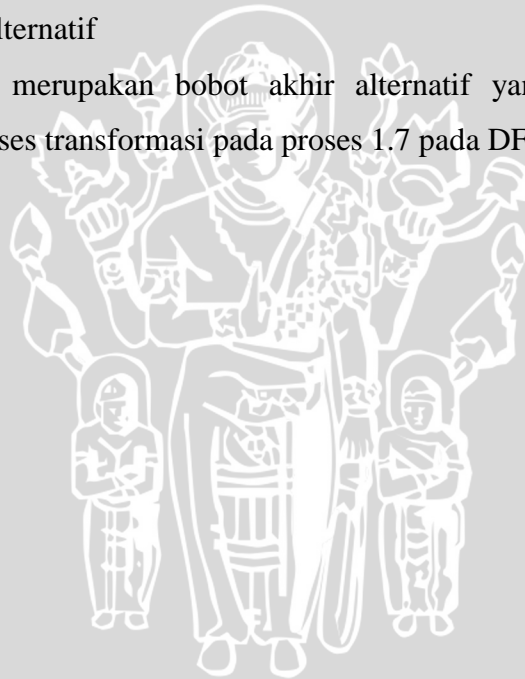 lternatif
merupakan bobot akhir alternatif yan
ses transformasi pada proses 1.7 pada DF